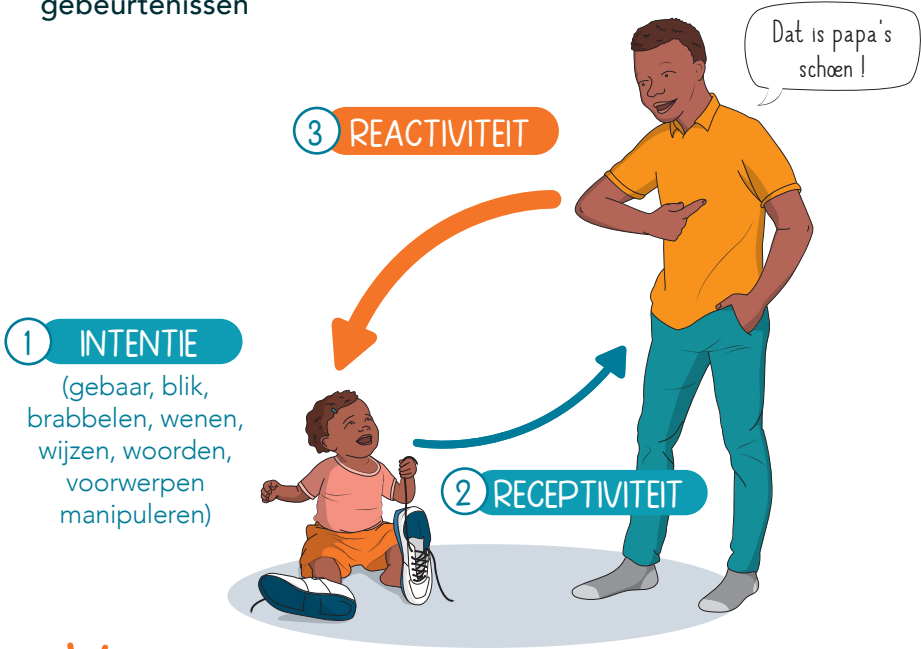 gebeurtenissen
Dat is papa's
schoen !
3 REACTIVITEIT
1 INTENTIE
(gebaar, blik,
brabbelen, wenen,
wijzen, woorden,
voorwerpen
manipuleren)
2 RECEPTIVITEIT